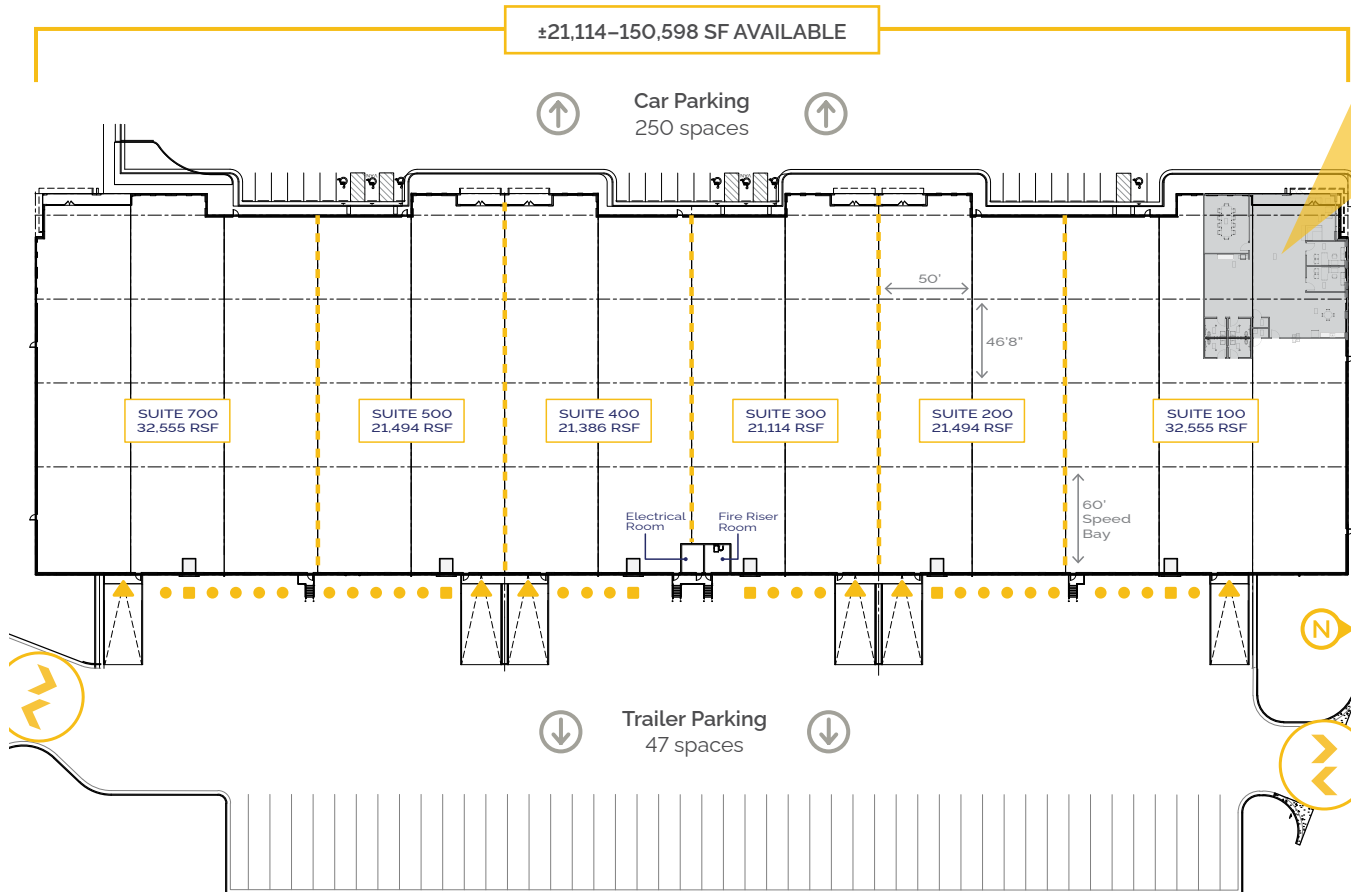 ±21,114–150,598 SF AVAILABLE
Car Parking
250 spaces
50'
46'8"
SUITE 700
32,555 RSF
SUITE 500
21,494 RSF
SUITE 400
21,386 RSF
SUITE 300
21,114 RSF
SUITE 200
21,494 RSF
SUITE 100
32,555 RSF
60'
Speed
Bay
Electrical
Room
Fire Riser
Room
N
Trailer Parking
47 spaces